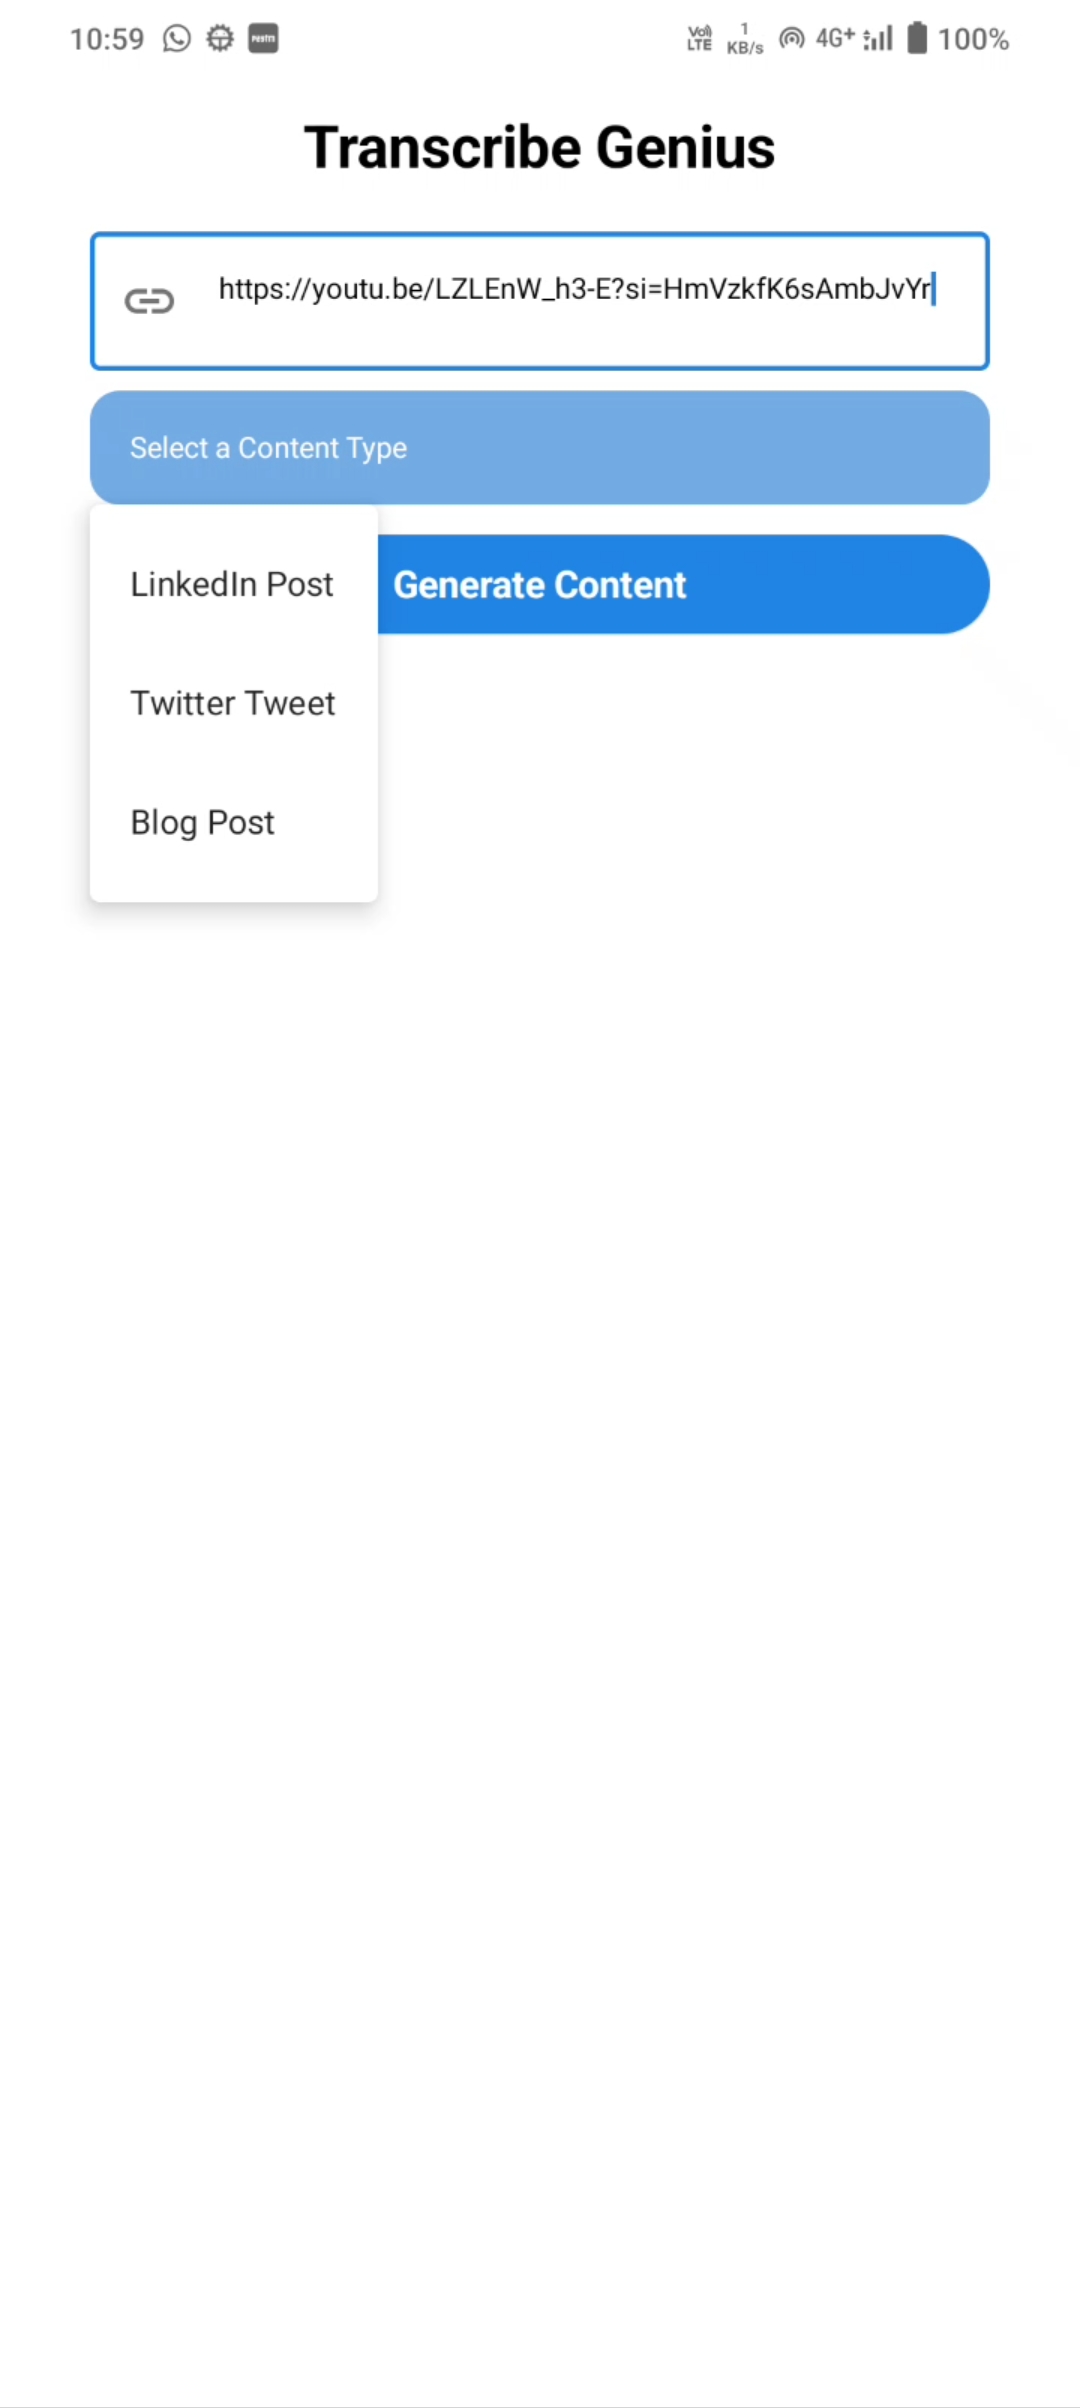 10:59 Paytm VoD LTE 1 KB/s 4G+ 100%
Transcribe Genius
https://youtu.be/LZLEnW_h3-E?si=HmVzkfK6sAmbJvYr
Select a Content Type
LinkedIn Post
Generate Content
Twitter Tweet
Blog Post